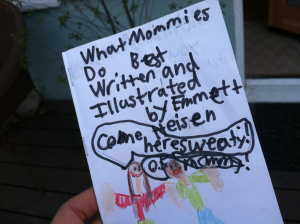 What Mommies
Do Best
Written and
Illustrated
by Emmett
Neisen
Come
here sweaty!
ok mommy!